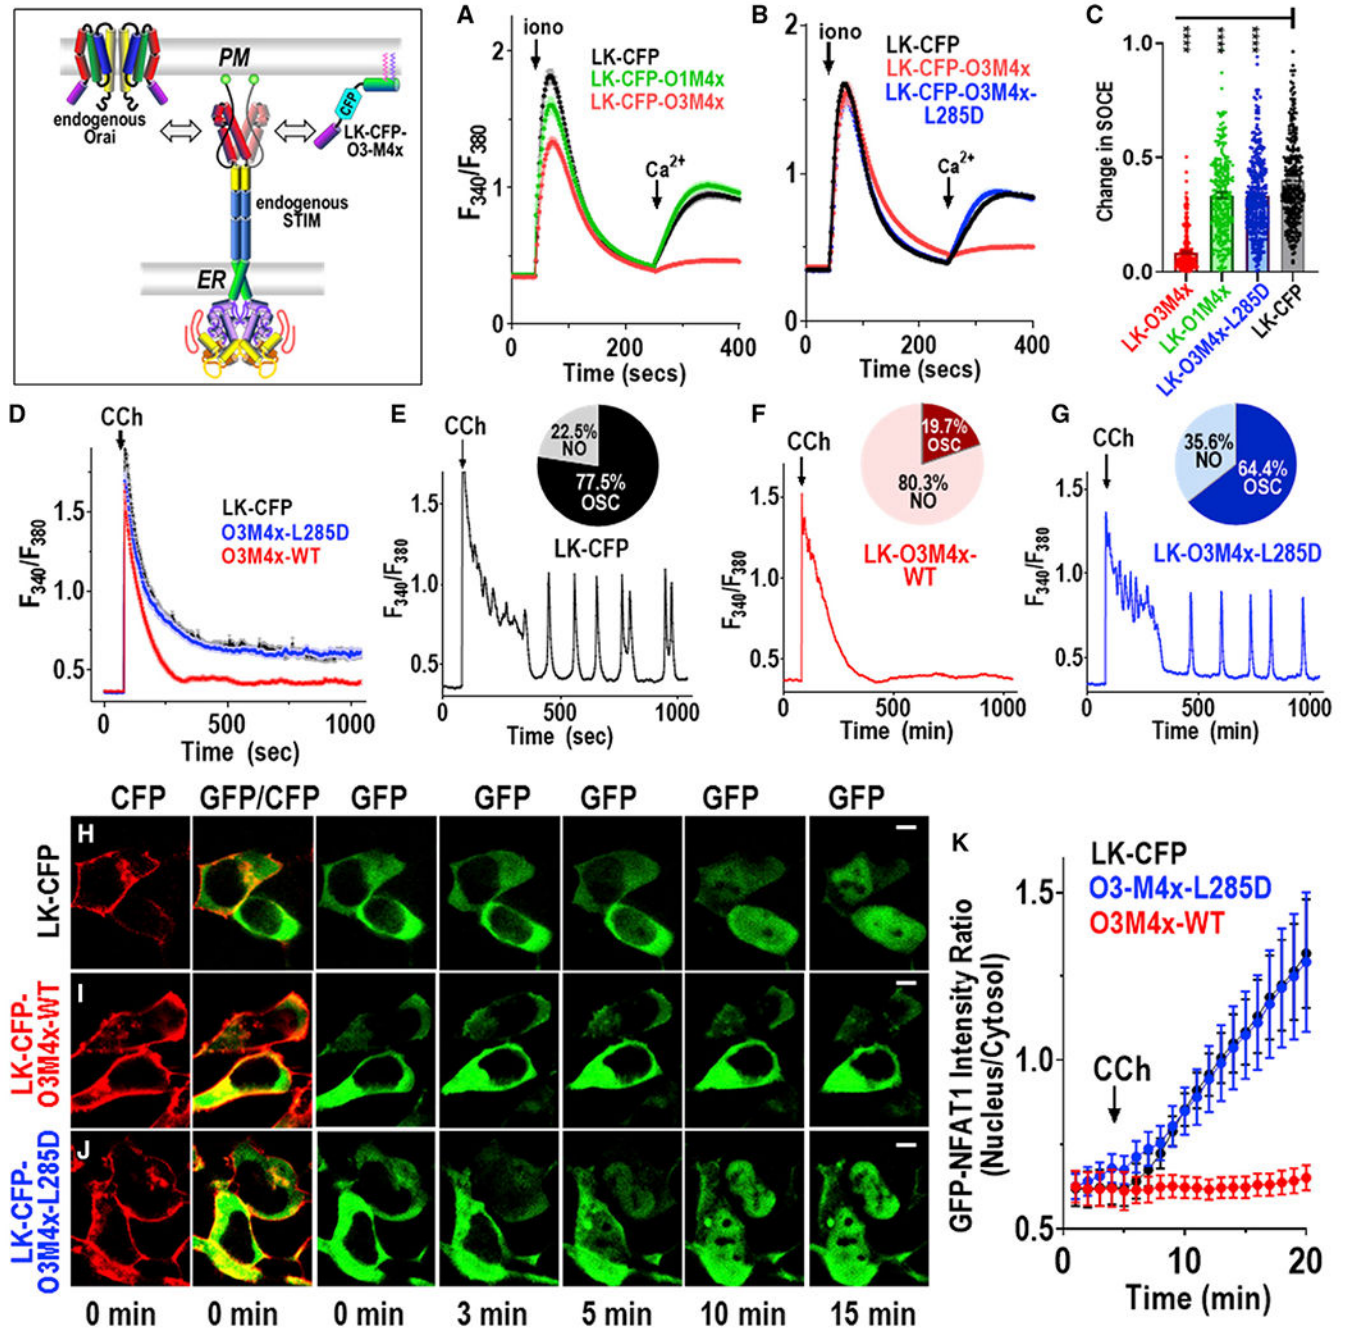 PM
endogenous
Orai
CFP
LK-CFP-
O3-M4x
endogenous
STIM
ER
A
iono
LK-CFP
LK-CFP-O1M4x
LK-CFP-O3M4x
Ca2+
F340/F380
2
1
0
0
200
400
Time (secs)
B
iono
LK-CFP
LK-CFP-O3M4x
LK-CFP-O3M4x-
L285D
Ca2+
2
1
0
0
200
400
Time (secs)
C
****
****
****
Change in SOCE
1.0
0.5
0.0
LK-O3M4x
LK-O1M4x
LK-O3M4x-L285D
LK-CFP
D
CCh
LK-CFP
O3M4x-L285D
O3M4x-WT
F340/F380
1.5
1.0
0.5
0
500
1000
Time (sec)
E
CCh
22.5%
NO
77.5%
OSC
LK-CFP
F340/F380
1.5
1.0
0.5
0
500
1000
Time (sec)
F
CCh
19.7%
OSC
80.3%
NO
LK-O3M4x-
WT
F340/F380
1.5
1.0
0.5
0
500
1000
Time (min)
G
CCh
35.6%
NO
64.4%
OSC
LK-O3M4x-L285D
F340/F380
1.5
1.0
0.5
0
500
1000
Time (min)
CFP
GFP/CFP
GFP
GFP
GFP
GFP
GFP
H
LK-CFP
I
LK-CFP-
O3M4x-WT
J
LK-CFP-
O3M4x-L285D
0 min
0 min
0 min
3 min
5 min
10 min
15 min
K
LK-CFP
O3-M4x-L285D
O3M4x-WT
CCh
GFP-NFAT1 Intensity Ratio
(Nucleus/Cytosol)
1.5
1.0
0.5
0
10
20
Time (min)